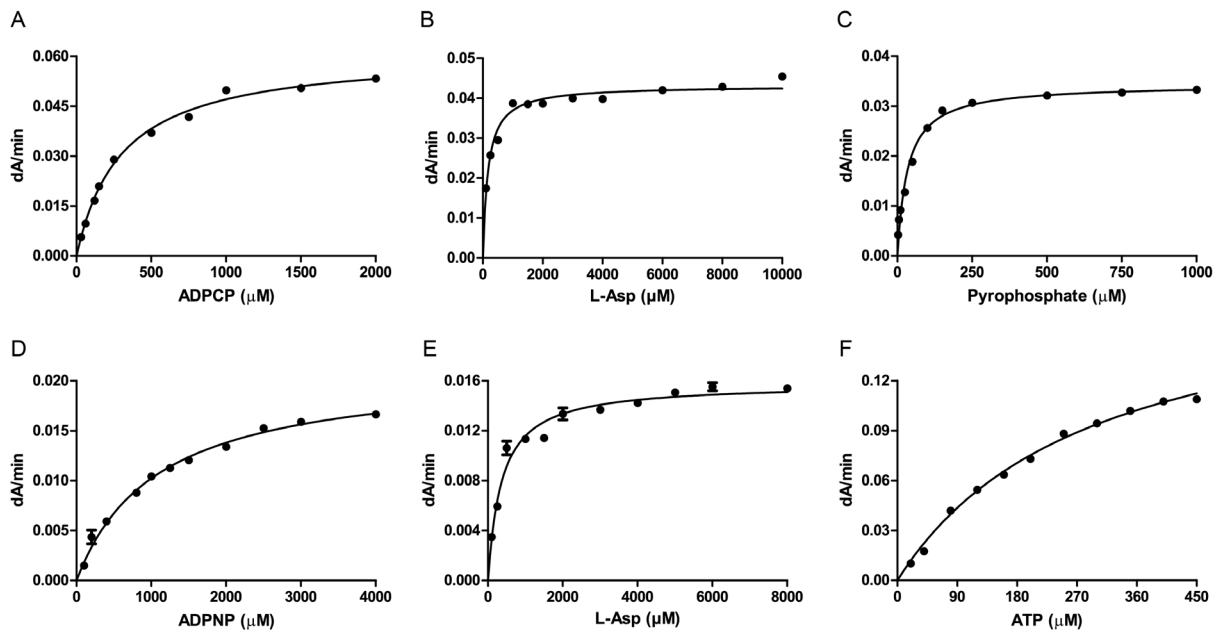 A
dA/min
0.060
0.045
0.030
0.015
0.000
0 500 1000 1500 2000
ADPCP (μM)
B
dA/min
0.05
0.04
0.03
0.02
0.01
0.00
0 2000 4000 6000 8000 10000
L-Asp (μM)
C
dA/min
0.04
0.03
0.02
0.01
0.00
0 250 500 750 1000
Pyrophosphate (μM)
D
dA/min
0.020
0.015
0.010
0.005
0.000
0 1000 2000 3000 4000
ADPNP (μM)
E
dA/min
0.016
0.012
0.008
0.004
0.000
0 2000 4000 6000 8000
L-Asp (μM)
F
dA/min
0.12
0.09
0.06
0.03
0.00
0 90 180 270 360 450
ATP (μM)